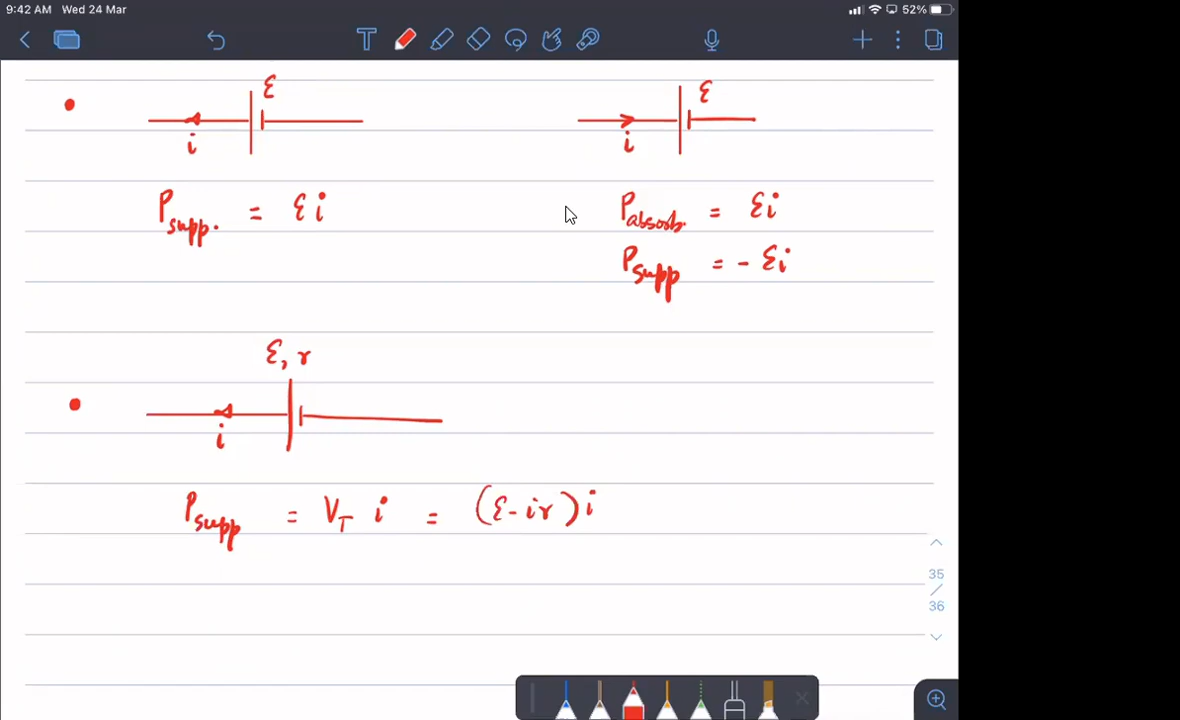 9:42 AM Wed 24 Mar
52%
ε
ε
i
i
P_supp. = εi
P_absorb. = εi
P_supp = - εi
ε, r
i
P_supp = V_T i = (ε-ir)i
35
/
36